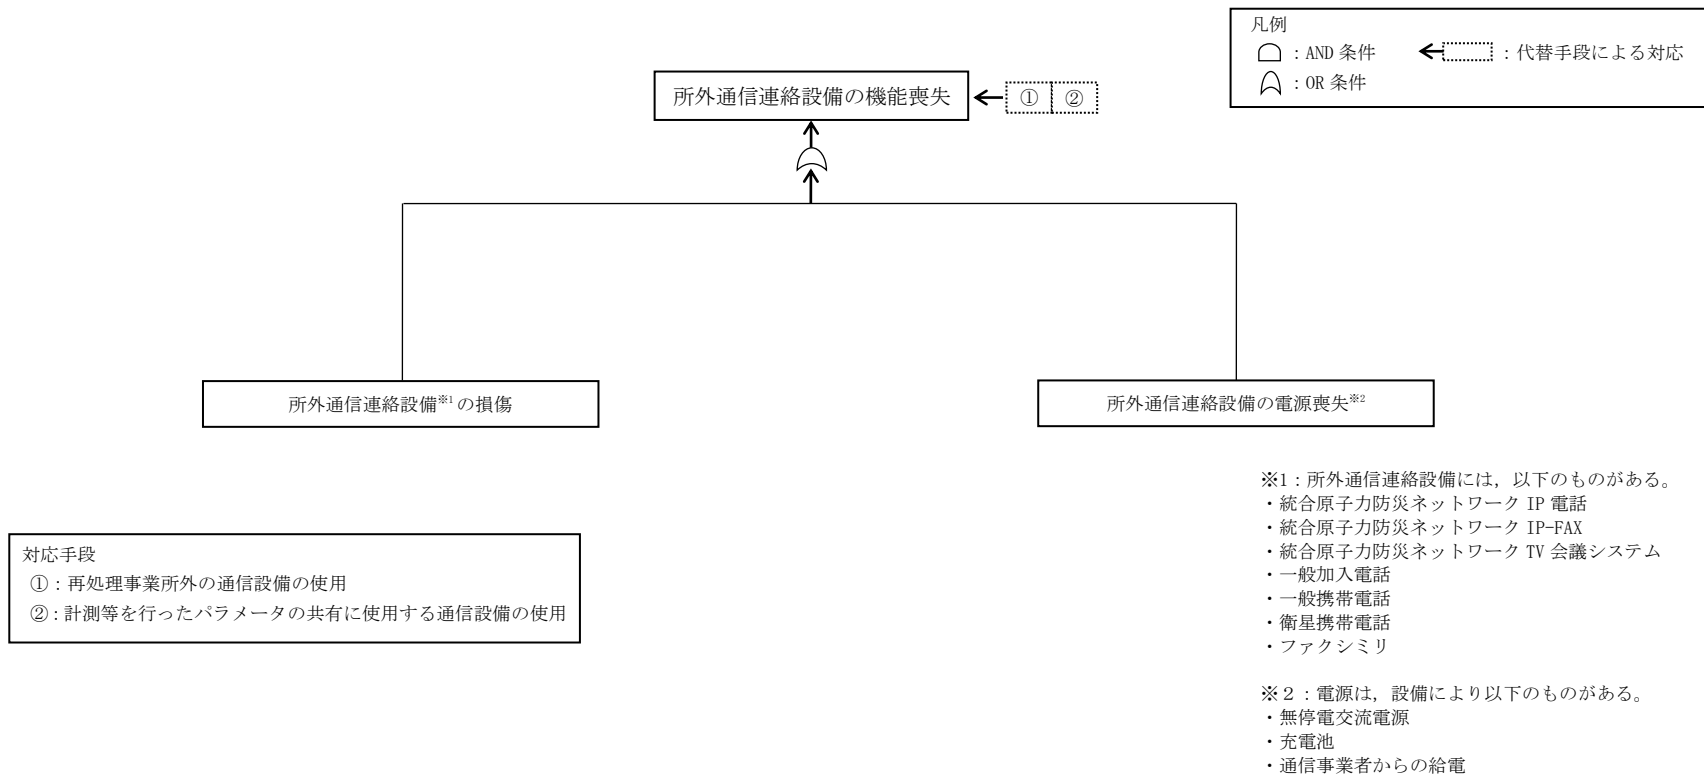 凡例
：AND 条件
：代替手段による対応
：OR 条件
所外通信連絡設備の機能喪失
① ②
所外通信連絡設備※1の損傷
所外通信連絡設備の電源喪失※2
※1：所外通信連絡設備には，以下のものがある。
・統合原子力防災ネットワーク IP 電話
・統合原子力防災ネットワーク IP-FAX
・統合原子力防災ネットワーク TV 会議システム
・一般加入電話
・一般携帯電話
・衛星携帯電話
・ファクシミリ
※２：電源は，設備により以下のものがある。
・無停電交流電源
・充電池
・通信事業者からの給電
対応手段
①：再処理事業所外の通信設備の使用
②：計測等を行ったパラメータの共有に使用する通信設備の使用